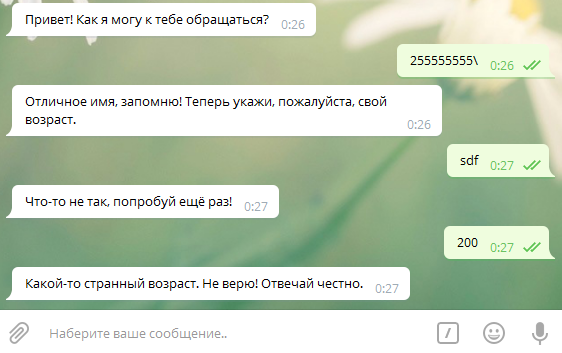 Привет! Как я могу к тебе обращаться? 0:26
255555555\ 0:26
Отличное имя, запомню! Теперь укажи, пожалуйста, свой
возраст. 0:26
sdf 0:27
Что-то не так, попробуй ещё раз! 0:27
200 0:27
Какой-то странный возраст. Не верю! Отвечай честно. 0:27
Наберите ваше сообщение..